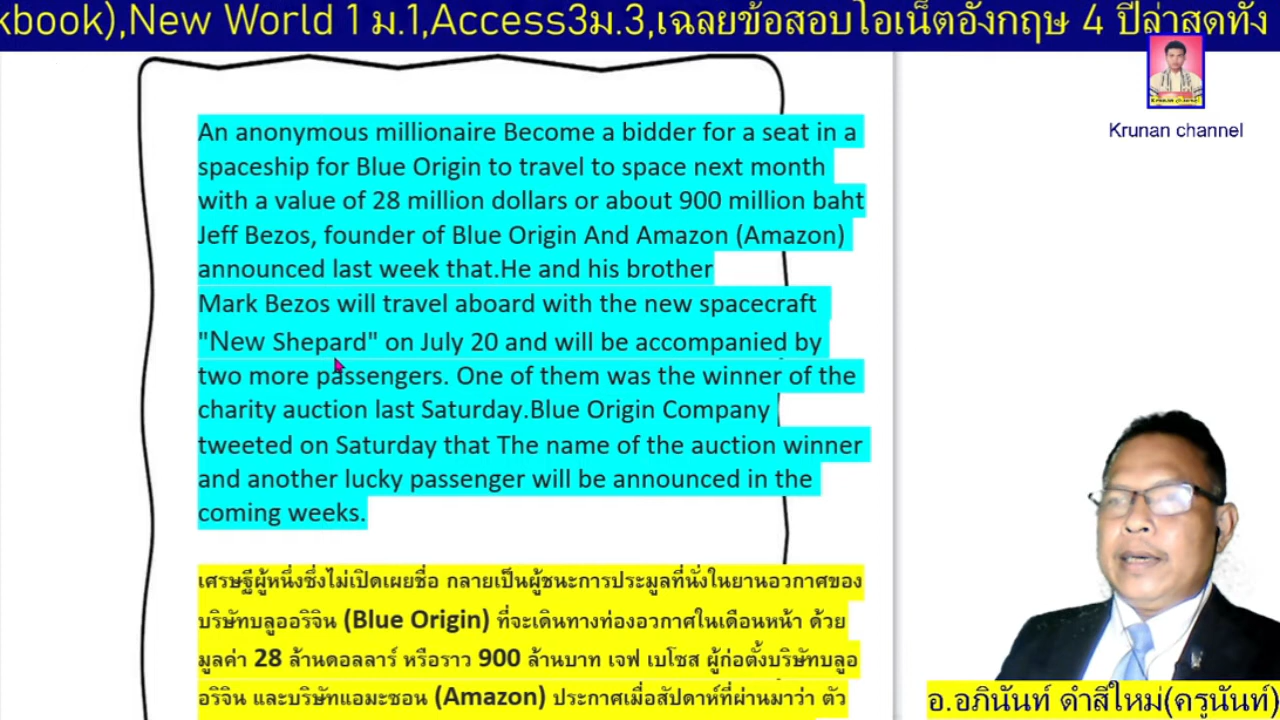 kbook),New World 1 ม.1,Access3ม.3,เฉลยข้อสอบโอเน็ตอังกฤษ 4 ปีล่าสุดทั้ง
Krunan channel
An anonymous millionaire Become a bidder for a seat in a
spaceship for Blue Origin to travel to space next month
with a value of 28 million dollars or about 900 million baht
Jeff Bezos, founder of Blue Origin And Amazon (Amazon)
announced last week that.He and his brother
Mark Bezos will travel aboard with the new spacecraft
"New Shepard" on July 20 and will be accompanied by
two more passengers. One of them was the winner of the
charity auction last Saturday.Blue Origin Company
tweeted on Saturday that The name of the auction winner
and another lucky passenger will be announced in the
coming weeks.
เศรษฐีผู้หนึ่งซึ่งไม่เปิดเผยชื่อ กลายเป็นผู้ชนะการประมูลที่นั่งในยานอวกาศของ
บริษัทบลูออริจิน (Blue Origin) ที่จะเดินทางท่องอวกาศในเดือนหน้า ด้วย
มูลค่า 28 ล้านดอลลาร์ หรือราว 900 ล้านบาท เจฟ เบโซส ผู้ก่อตั้งบริษัทบลูอ
อริจิน และบริษัทแอมะซอน (Amazon) ประกาศเมื่อสัปดาห์ที่ผ่านมาว่า ตัว
อ.อภินันท์ ดำสีใหม่(ครูนันท์)